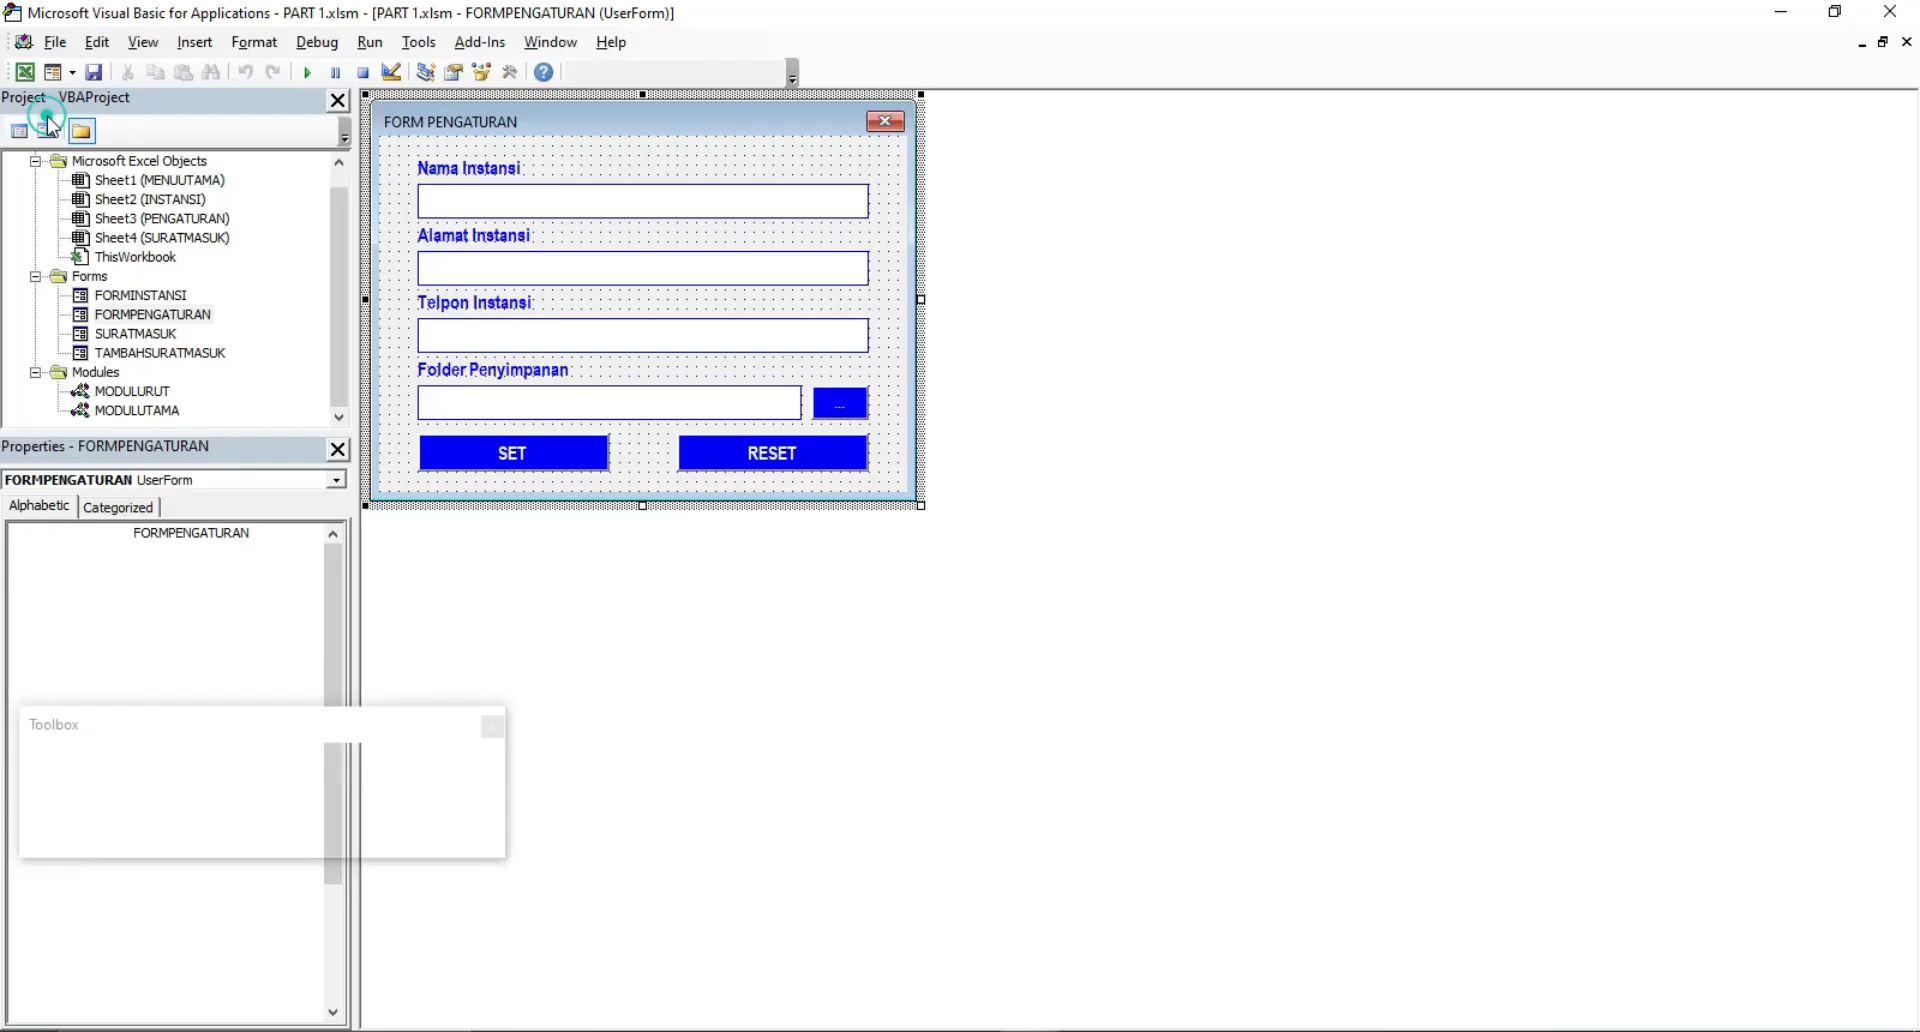 Microsoft Visual Basic for Applications - PART 1.xlsm - [PART 1.xlsm - FORMPENGATURAN (UserForm)]
File Edit View Insert Format Debug Run Tools Add-Ins Window Help
Project - VBAProject
Microsoft Excel Objects
Sheet1 (MENUUTAMA)
Sheet2 (INSTANSI)
Sheet3 (PENGATURAN)
Sheet4 (SURATMASUK)
ThisWorkbook
Forms
FORMINSTANSI
FORMPENGATURAN
SURATMASUK
TAMBAHSURATMASUK
Modules
MODULURUT
MODULUTAMA
Properties - FORMPENGATURAN
FORMPENGATURAN UserForm
Alphabetic Categorized
FORMPENGATURAN
Toolbox
FORM PENGATURAN
Nama Instansi
Alamat Instansi
Telpon Instansi
Folder Penyimpanan
...
SET RESET